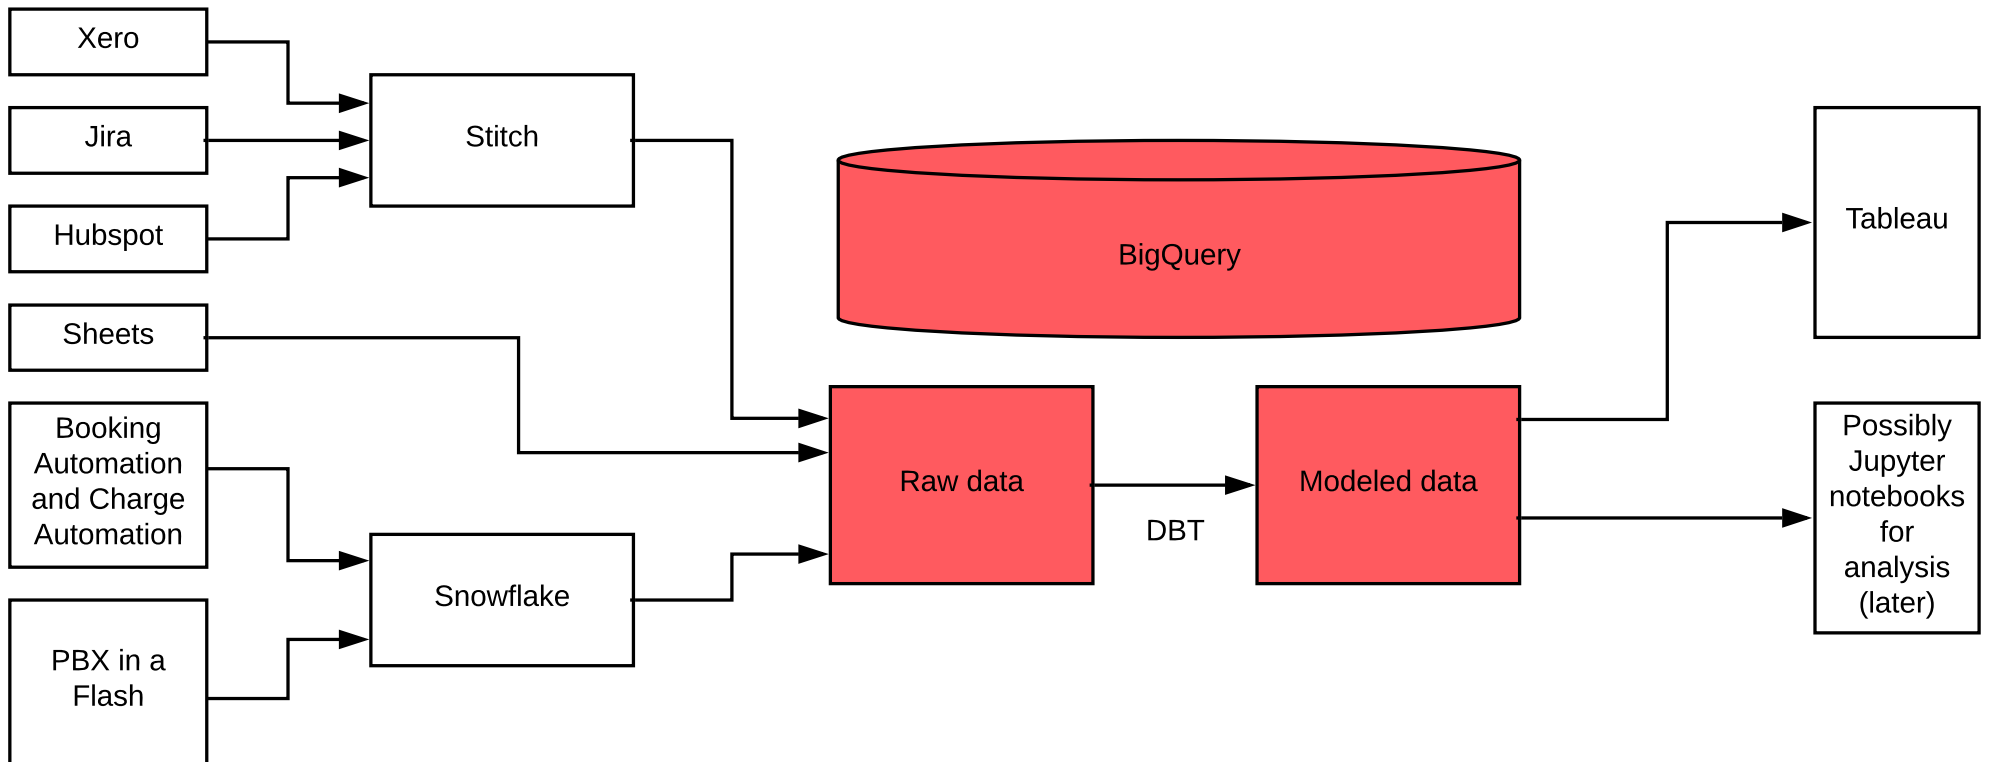 Xero
Jira
Hubspot
Sheets
Booking
Automation
and Charge
Automation
PBX in a
Flash
Stitch
Snowflake
BigQuery
Raw data
DBT
Modeled data
Tableau
Possibly
Jupyter
notebooks
for
analysis
(later)